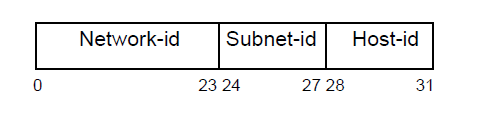 Network-id Subnet-id Host-id
0 23 24 27 28 31